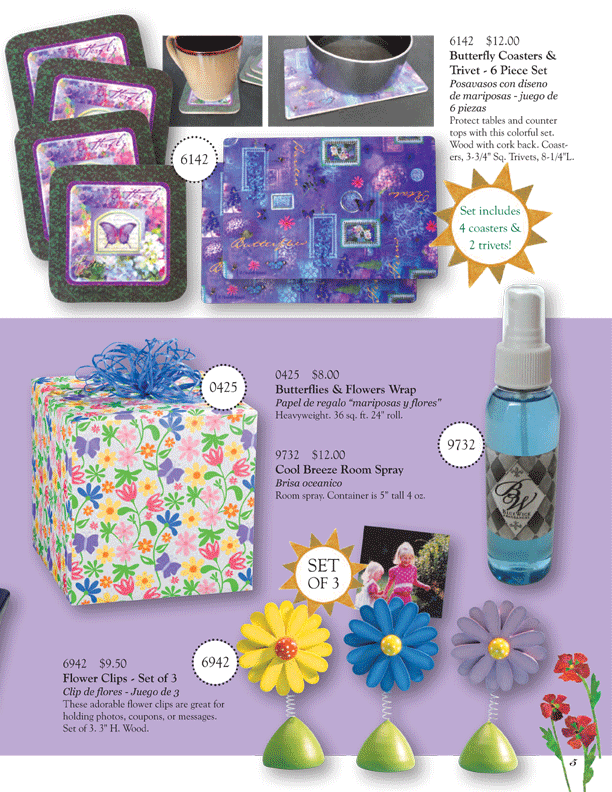 6142 $12.00
Butterfly Coasters &
Trivet - 6 Piece Set
Posavasos con diseno
de mariposas - juego de
6 piezas
Protect tables and counter
tops with this colorful set.
Wood with cork back. Coast-
ers, 3-3/4" Sq. Trivets, 8-1/4"L.
6142
Set includes
4 coasters &
2 trivets!
Butterfly
Butterfly
0425
0425 $8.00
Butterflies & Flowers Wrap
Papel de regalo "mariposas y flores"
Heavyweight. 36 sq. ft. 24" roll.
9732 $12.00
Cool Breeze Room Spray
Brisa oceanico
Room spray. Container is 5" tall 4 oz.
9732
BW
SET
OF 3
6942 $9.50
Flower Clips - Set of 3
Clip de flores - Juego de 3
These adorable flower clips are great for
holding photos, coupons, or messages.
Set of 3. 3" H. Wood.
6942
5